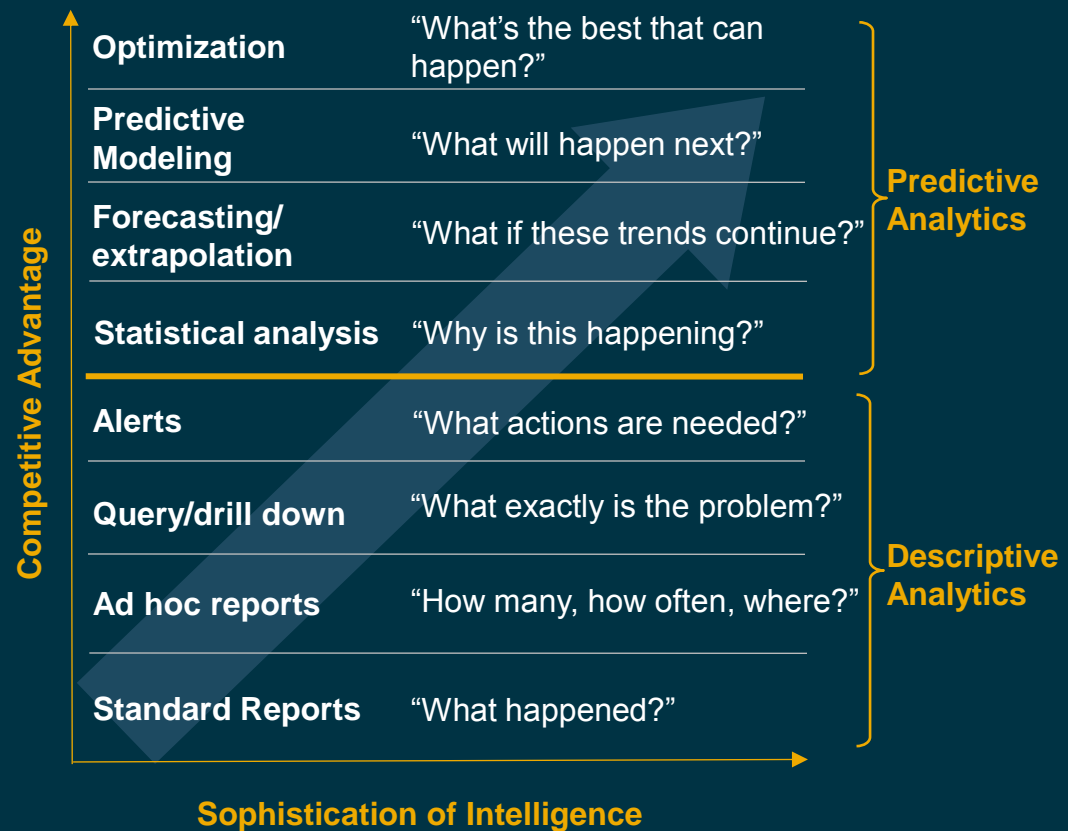 Optimization
“What’s the best that can
happen?”
Predictive
Modeling
“What will happen next?”
Forecasting/
extrapolation
“What if these trends continue?”
Statistical analysis
“Why is this happening?”
Predictive
Analytics
Alerts
“What actions are needed?”
Query/drill down
“What exactly is the problem?”
Ad hoc reports
“How many, how often, where?”
Standard Reports
“What happened?”
Descriptive
Analytics
Competitive Advantage
Sophistication of Intelligence